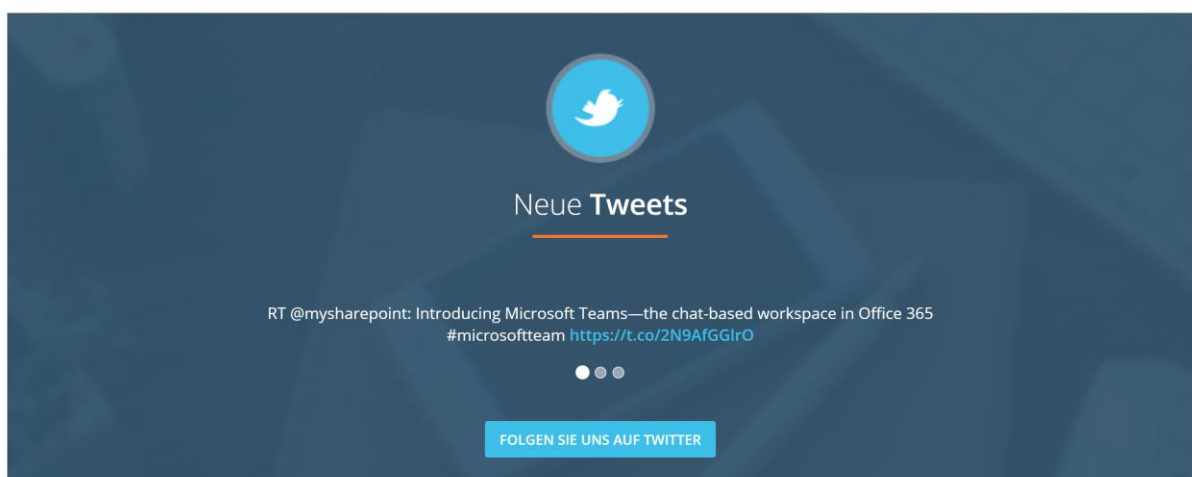 Neue Tweets
RT @mysharepoint: Introducing Microsoft Teams—the chat-based workspace in Office 365
#microsoftteam https://t.co/2N9AfGGlrO
FOLGEN SIE UNS AUF TWITTER